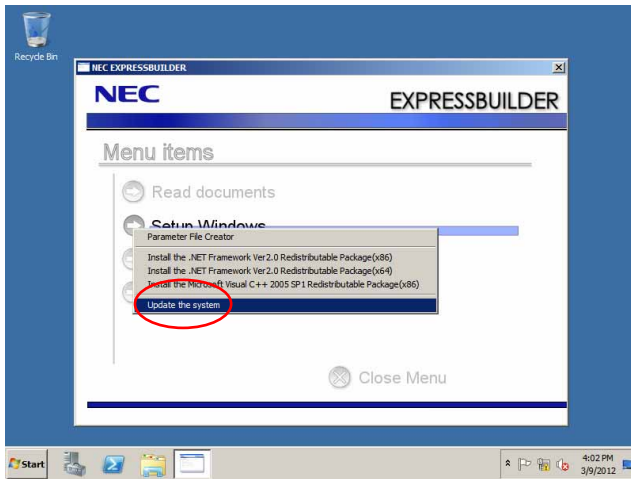 Recycle Bin
NEC EXPRESSBUILDER
NEC
EXPRESSBUILDER
Menu items
Read documents
Setup Windows
Parameter File Creator
Install the .NET Framework Ver2.0 Redistributable Package(x86)
Install the .NET Framework Ver2.0 Redistributable Package(x64)
Install the Microsoft Visual C++ 2005 SP1 Redistributable Package(x86)
Update the system
Close Menu
Start
4:02 PM
3/9/2012